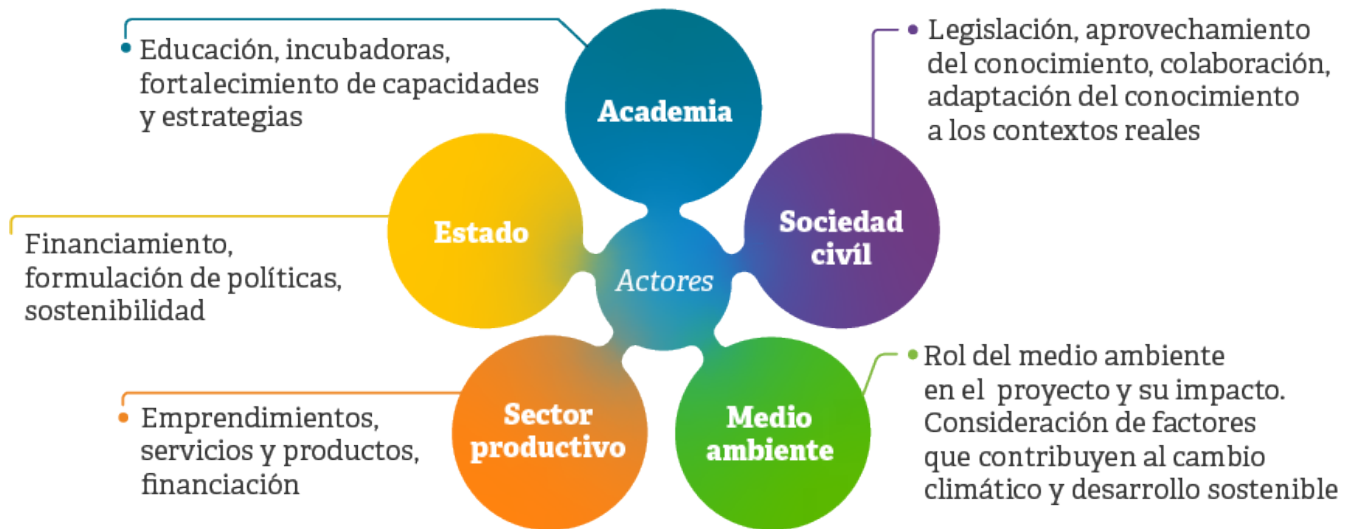 Educación, incubadoras,
fortalecimiento de capacidades
y estrategias
Academia
Legislación, aprovechamiento
del conocimiento, colaboración,
adaptación del conocimiento
a los contextos reales
Sociedad
civíl
Estado
Financiamiento,
formulación de políticas,
sostenibilidad
Actores
Sector
productivo
Emprendimientos,
servicios y productos,
financiación
Medio
ambiente
Rol del medio ambiente
en el proyecto y su impacto.
Consideración de factores
que contribuyen al cambio
climático y desarrollo sostenible